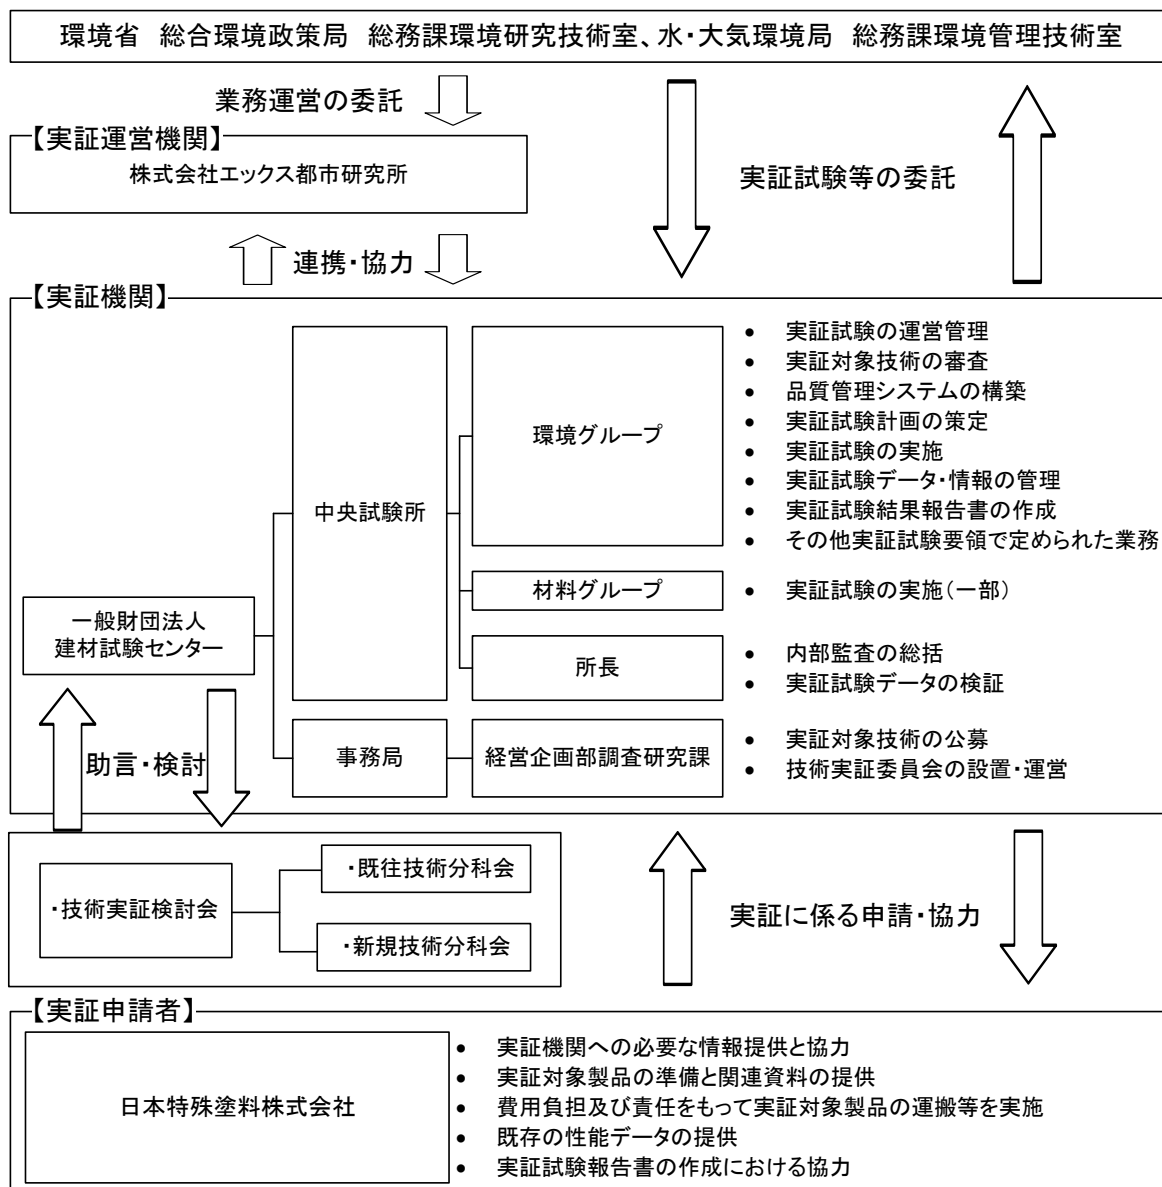 環境省　総合環境政策局　総務課環境研究技術室、水・大気環境局　総務課環境管理技術室
業務運営の委託
【実証運営機関】
株式会社エックス都市研究所
実証試験等の委託
連携・協力
【実証機関】
一般財団法人
建材試験センター
中央試験所
環境グループ
• 実証試験の運営管理
• 実証対象技術の審査
• 品質管理システムの構築
• 実証試験計画の策定
• 実証試験の実施
• 実証試験データ・情報の管理
• 実証試験結果報告書の作成
• その他実証試験要領で定められた業務
材料グループ
• 実証試験の実施（一部）
所長
• 内部監査の総括
• 実証試験データの検証
事務局
経営企画部調査研究課
• 実証対象技術の公募
• 技術実証委員会の設置・運営
助言・検討
・技術実証検討会
・既往技術分科会
・新規技術分科会
実証に係る申請・協力
【実証申請者】
日本特殊塗料株式会社
• 実証機関への必要な情報提供と協力
• 実証対象製品の準備と関連資料の提供
• 費用負担及び責任をもって実証対象製品の運搬等を実施
• 既存の性能データの提供
• 実証試験報告書の作成における協力